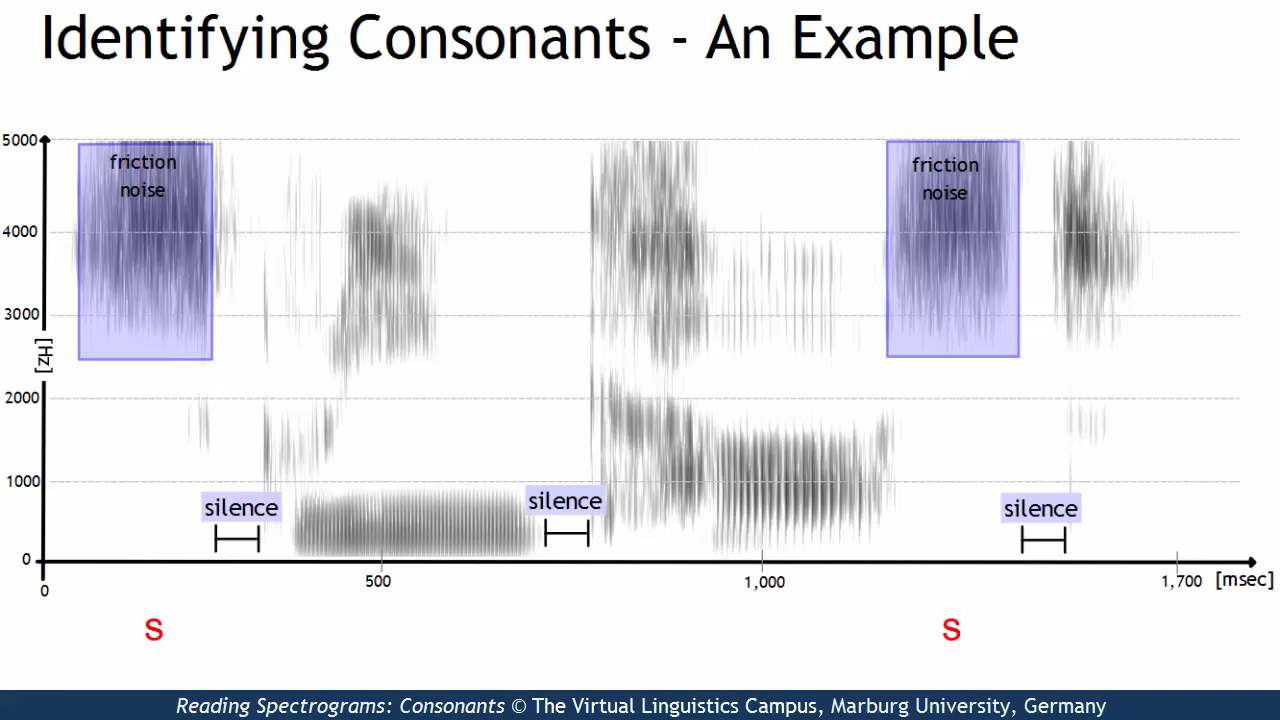 Identifying Consonants - An Example
5000
friction
noise
friction
noise
4000
3000
[Hz]
2000
1000
silence
silence
silence
0
0
500
1,000
1,700
[msec]
s
s
Reading Spectrograms: Consonants © The Virtual Linguistics Campus, Marburg University, Germany